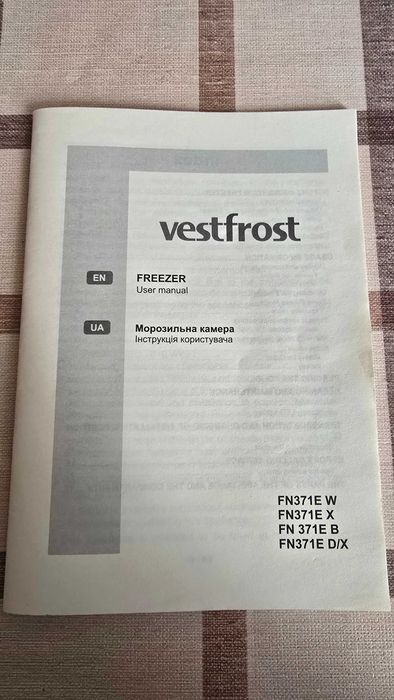 vestfrost
EN
FREEZER
User manual
UA
Морозильна камера
Інструкція користувача
FN371E W
FN371E X
FN 371E B
FN371E D/X